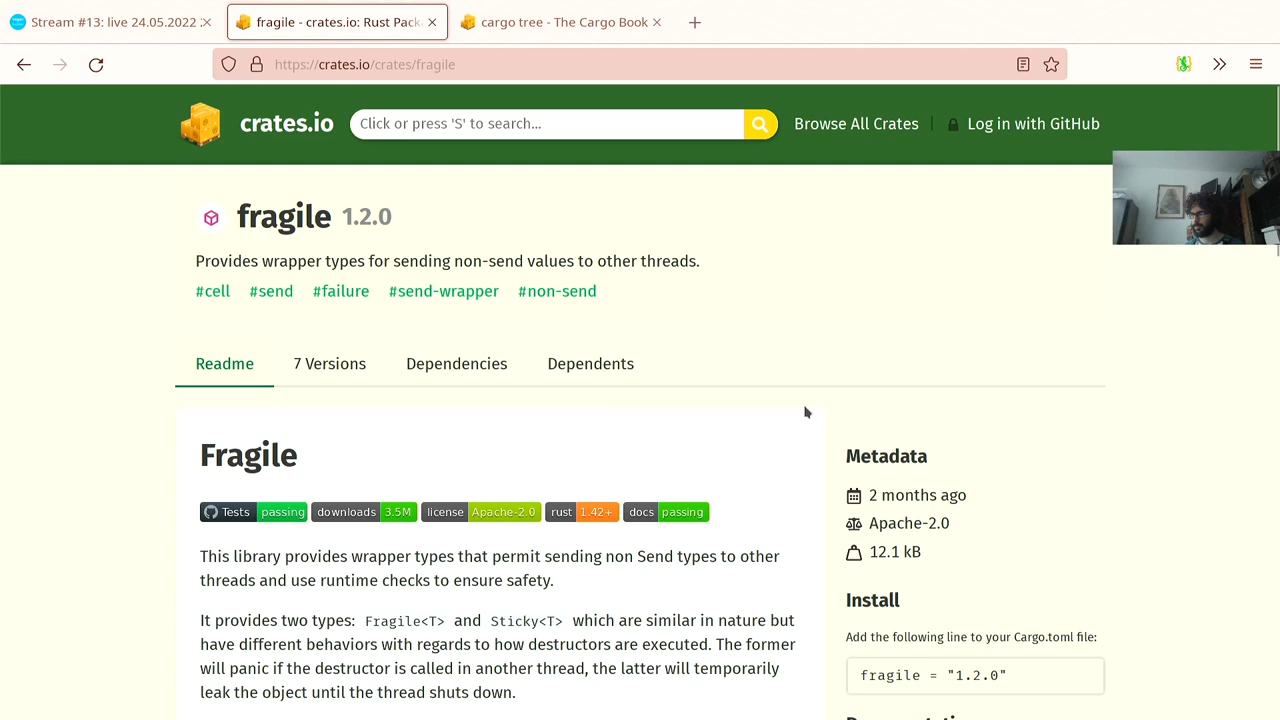 Stream #13: live 24.05.2022
fragile - crates.io: Rust Pack
cargo tree - The Cargo Book
https://crates.io/crates/fragile
crates.io
Click or press 'S' to search...
Browse All Crates
Log in with GitHub
fragile 1.2.0
Provides wrapper types for sending non-send values to other threads.
#cell #send #failure #send-wrapper #non-send
Readme 7 Versions Dependencies Dependents
Fragile
Tests passing downloads 3.5M license Apache-2.0 rust 1.42+ docs passing
This library provides wrapper types that permit sending non Send types to other
threads and use runtime checks to ensure safety.
It provides two types: Fragile<T> and Sticky<T> which are similar in nature but
have different behaviors with regards to how destructors are executed. The former
will panic if the destructor is called in another thread, the latter will temporarily
leak the object until the thread shuts down.
Metadata
2 months ago
Apache-2.0
12.1 kB
Install
Add the following line to your Cargo.toml file:
fragile = "1.2.0"